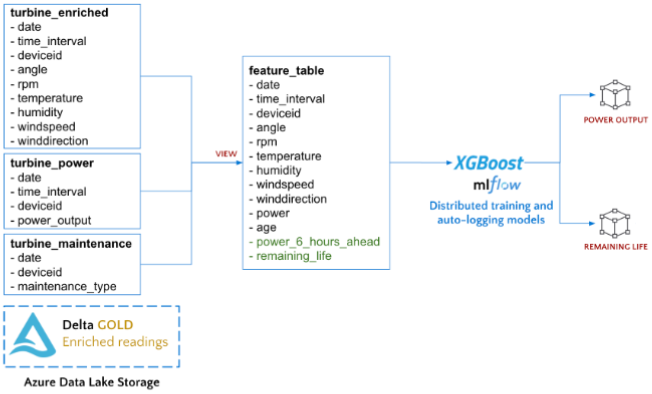 turbine_enriched
- date
- time_interval
- deviceid
- angle
- rpm
- temperature
- humidity
- windspeed
- winddirection
turbine_power
- date
- time_interval
- deviceid
- power_output
turbine_maintenance
- date
- deviceid
- maintenance_type
Delta GOLD
Enriched readings
Azure Data Lake Storage
VIEW
feature_table
- date
- time_interval
- deviceid
- angle
- rpm
- temperature
- humidity
- windspeed
- winddirection
- power
- age
- power_6_hours_ahead
- remaining_life
XGBoost
mlflow
Distributed training and
auto-logging models
POWER OUTPUT
REMAINING LIFE